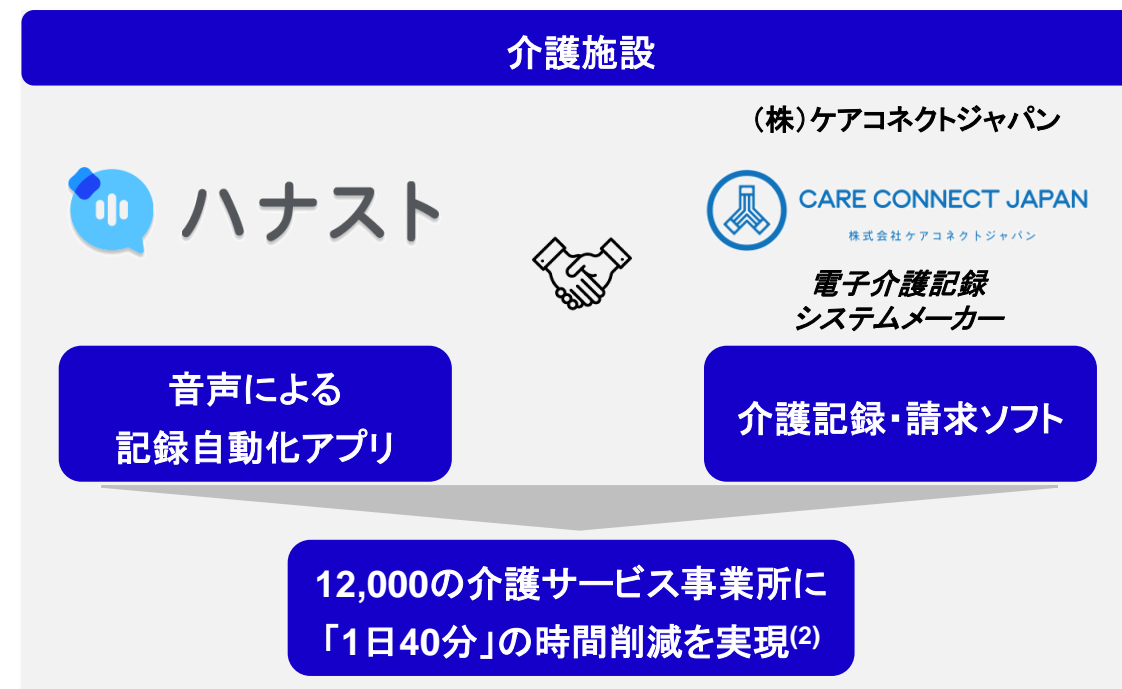 介護施設
（株）ケアコネクトジャパン
ハナスト
CARE CONNECT JAPAN
株式会社ケアコネクトジャパン
電子介護記録
システムメーカー
音声による
記録自動化アプリ
介護記録・請求ソフト
12,000の介護サービス事業所に
「1日40分」の時間削減を実現(2)